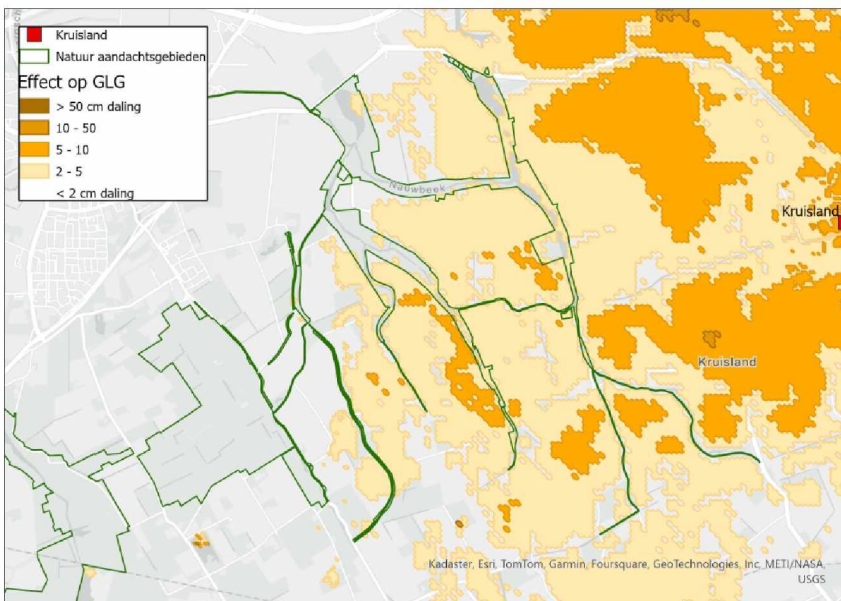 Kruisland
Natuur aandachtsgebieden
Effect op GLG
> 50 cm daling
10 - 50
5 - 10
2 - 5
< 2 cm daling
Nauwbeek
Kruisland
Kruisland
Kadaster, Esri, TomTom, Garmin, Foursquare, GeoTechnologies, Inc, METI/NASA,
USGS